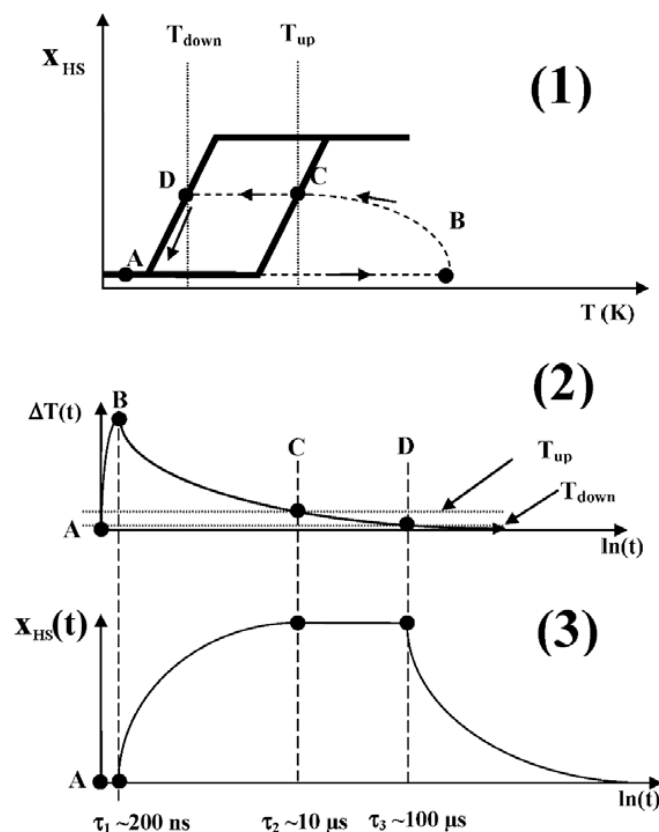 T_down T_up
x_HS
(1)
D C
B
A
T (K)
(2)
ΔT(t) B
C D
T_up
T_down
A
ln(t)
x_HS(t)
(3)
A
ln(t)
τ₁ ~200 ns τ₂ ~10 μs τ₃ ~100 μs